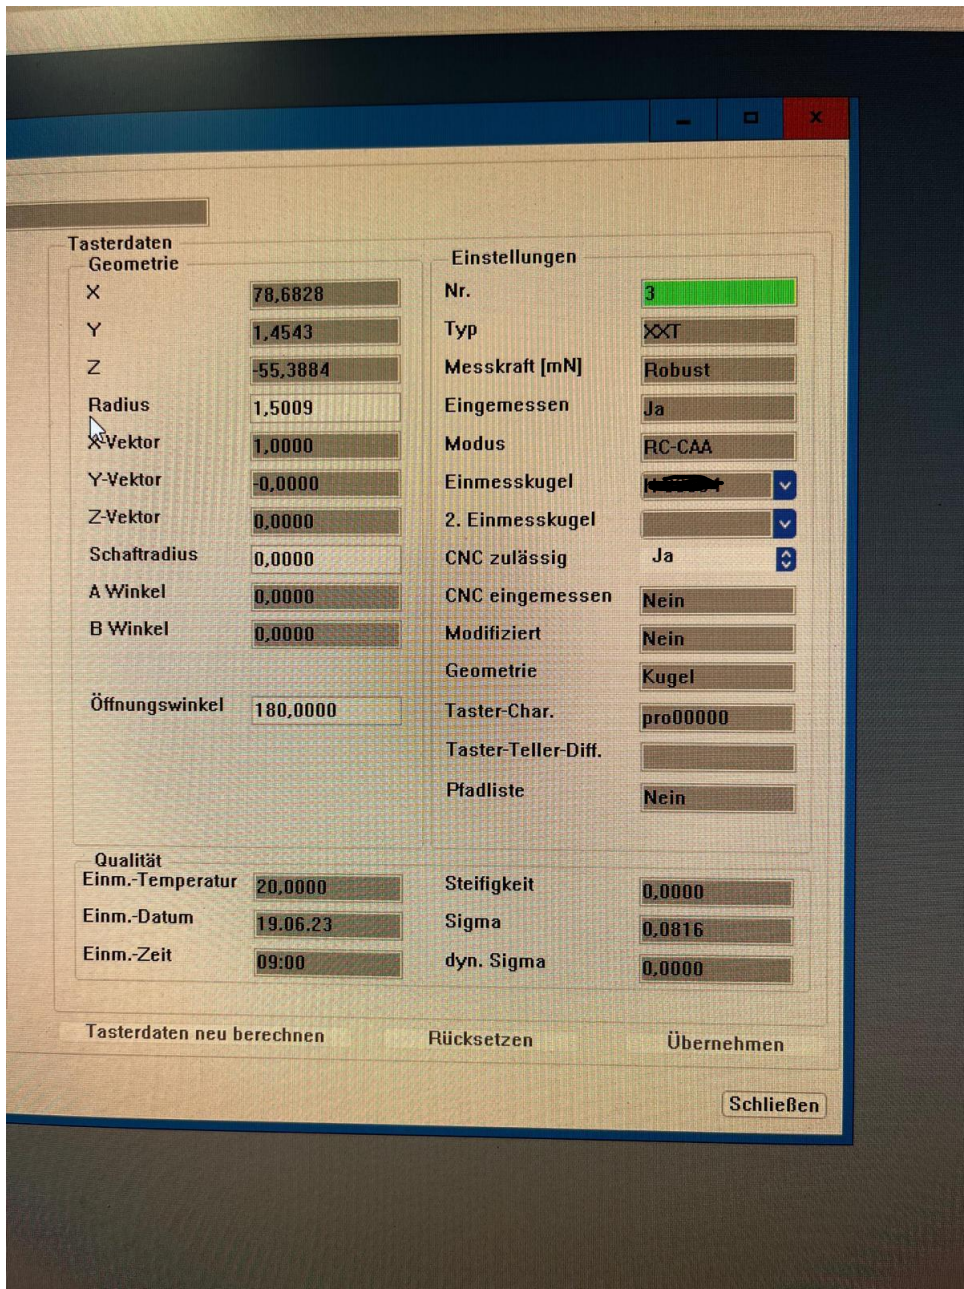 Tasterdaten
Geometrie
X 78,6828
Y 1,4543
Z -55,3884
Radius 1,5009
X-Vektor 1,0000
Y-Vektor -0,0000
Z-Vektor 0,0000
Schaftradius 0,0000
A Winkel 0,0000
B Winkel 0,0000
Öffnungswinkel 180,0000
Einstellungen
Nr. 3
Typ XXT
Messkraft [mN] Robust
Eingemessen Ja
Modus RC-CAA
Einmesskugel
2. Einmesskugel
CNC zulässig Ja
CNC eingemessen Nein
Modifiziert Nein
Geometrie Kugel
Taster-Char. pro00000
Taster-Teller-Diff.
Pfadliste Nein
Qualität
Einm.-Temperatur 20,0000
Einm.-Datum 19.06.23
Einm.-Zeit 09:00
Steifigkeit 0,0000
Sigma 0,0816
dyn. Sigma 0,0000
Tasterdaten neu berechnen Rücksetzen Übernehmen
Schließen